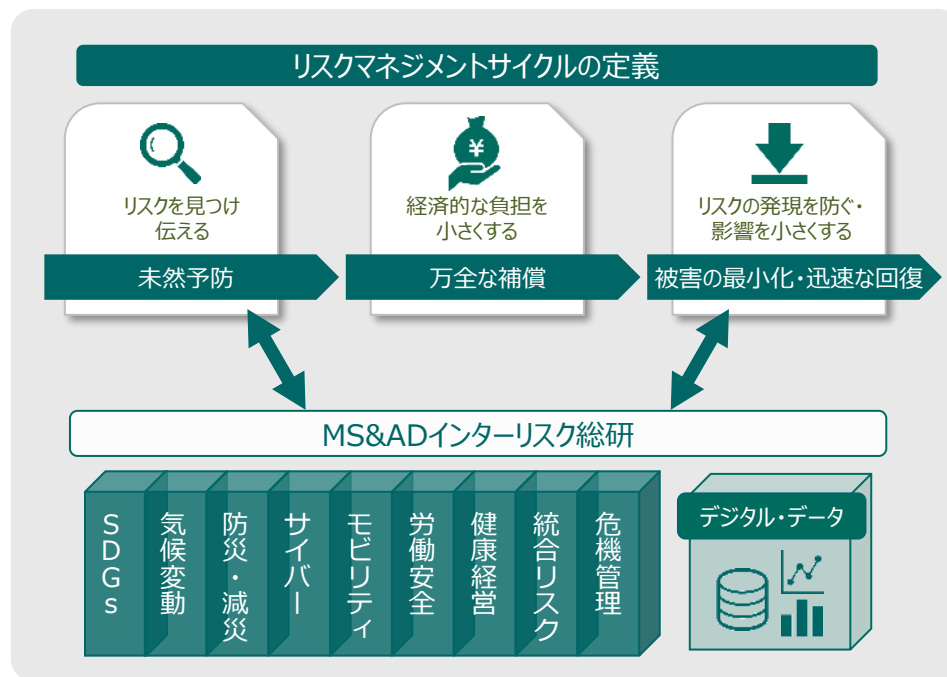 リスクマネジメントサイクルの定義
リスクを見つけ
伝える
未然予防
¥
経済的な負担を
小さくする
万全な補償
リスクの発現を防ぐ・
影響を小さくする
被害の最小化・迅速な回復
MS&ADインターリスク総研
SDGs
気候変動
防災・減災
サイバー
モビリティ
労働安全
健康経営
統合リスク
危機管理
デジタル・データ